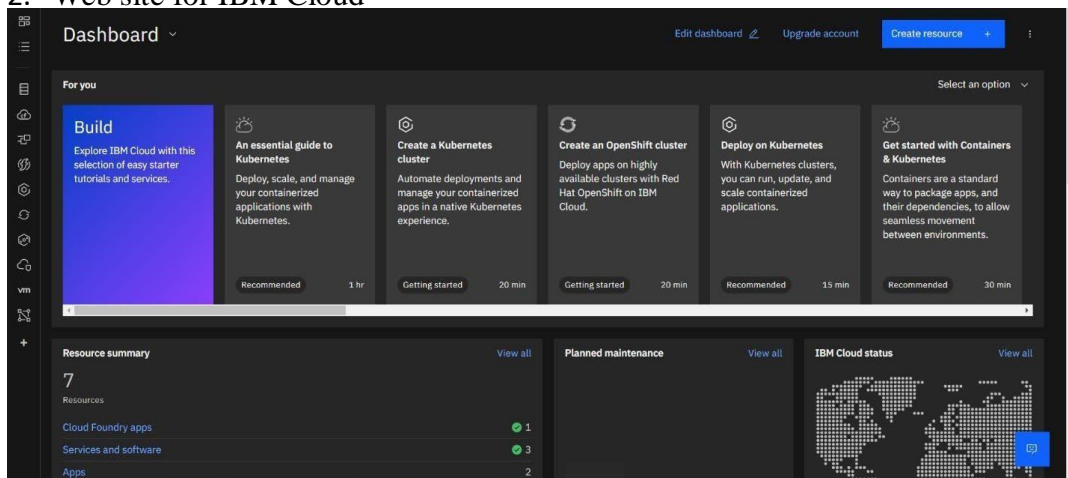 2. Web site for IBM Cloud
Dashboard
Edit dashboard
Upgrade account
Create resource +
For you
Select an option
Build
Explore IBM Cloud with this
selection of easy starter
tutorials and services.
An essential guide to
Kubernetes
Deploy, scale, and manage
your containerized
applications with
Kubernetes.
Recommended 1 hr
Create a Kubernetes
cluster
Automate deployments and
manage your containerized
apps in a native Kubernetes
experience.
Getting started 20 min
Create an OpenShift cluster
Deploy apps on highly
available clusters with Red
Hat OpenShift on IBM
Cloud.
Getting started 20 min
Deploy on Kubernetes
With Kubernetes clusters,
you can run, update, and
scale containerized
applications.
Recommended 15 min
Get started with Containers
& Kubernetes
Containers are a standard
way to package apps, and
their dependencies, to allow
seamless movement
between environments.
Recommended 30 min
vm
+
Resource summary View all
7
Resources
Cloud Foundry apps 1
Services and software 3
Apps 2
Planned maintenance View all
IBM Cloud status View all